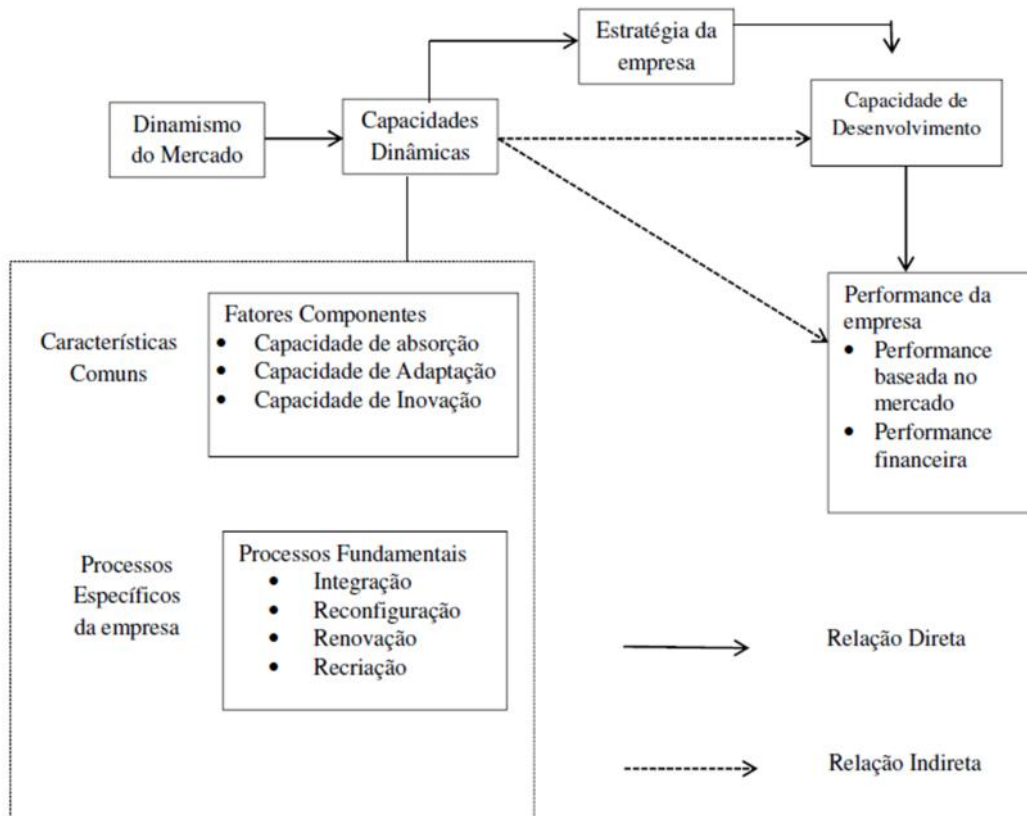 Estratégia da
empresa
Dinamismo
do Mercado
Capacidades
Dinâmicas
Capacidade de
Desenvolvimento
Características
Comuns
Fatores Componentes
• Capacidade de absorção
• Capacidade de Adaptação
• Capacidade de Inovação
Performance da
empresa
• Performance
baseada no
mercado
• Performance
financeira
Processos
Específicos
da empresa
Processos Fundamentais
• Integração
• Reconfiguração
• Renovação
• Recriação
Relação Direta
Relação Indireta